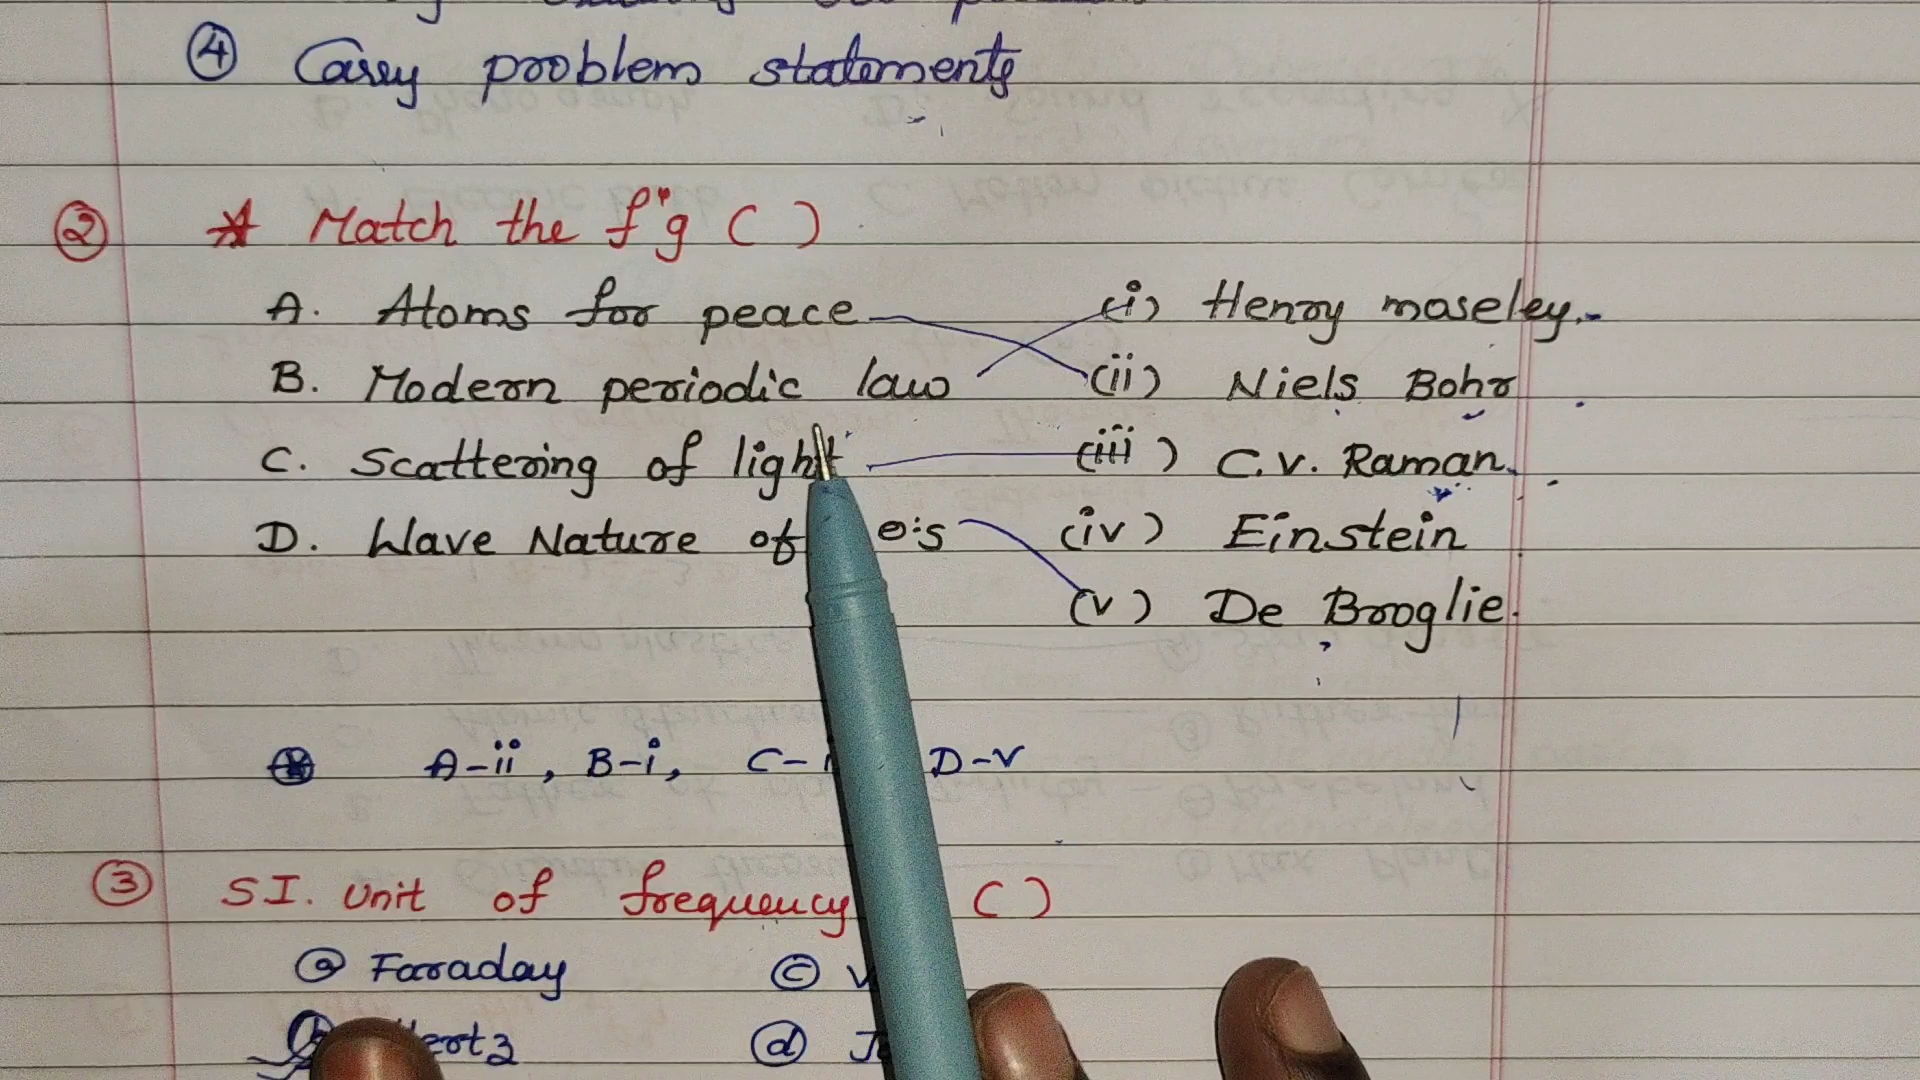 ④ Carey problem statements
② * Match the f"g ( )
A. Atoms for peace (i) Henry moseley.
B. Modern periodic law (ii) Niels Bohr
C. Scattering of light (iii) C.V. Raman.
D. Wave Nature of e:s (iv) Einstein
(v) De Broglie.
A-ii, B-i, C- D-v
③ S I. Unit of frequency ( )
ⓐ Faraday ⓒ
ⓓ